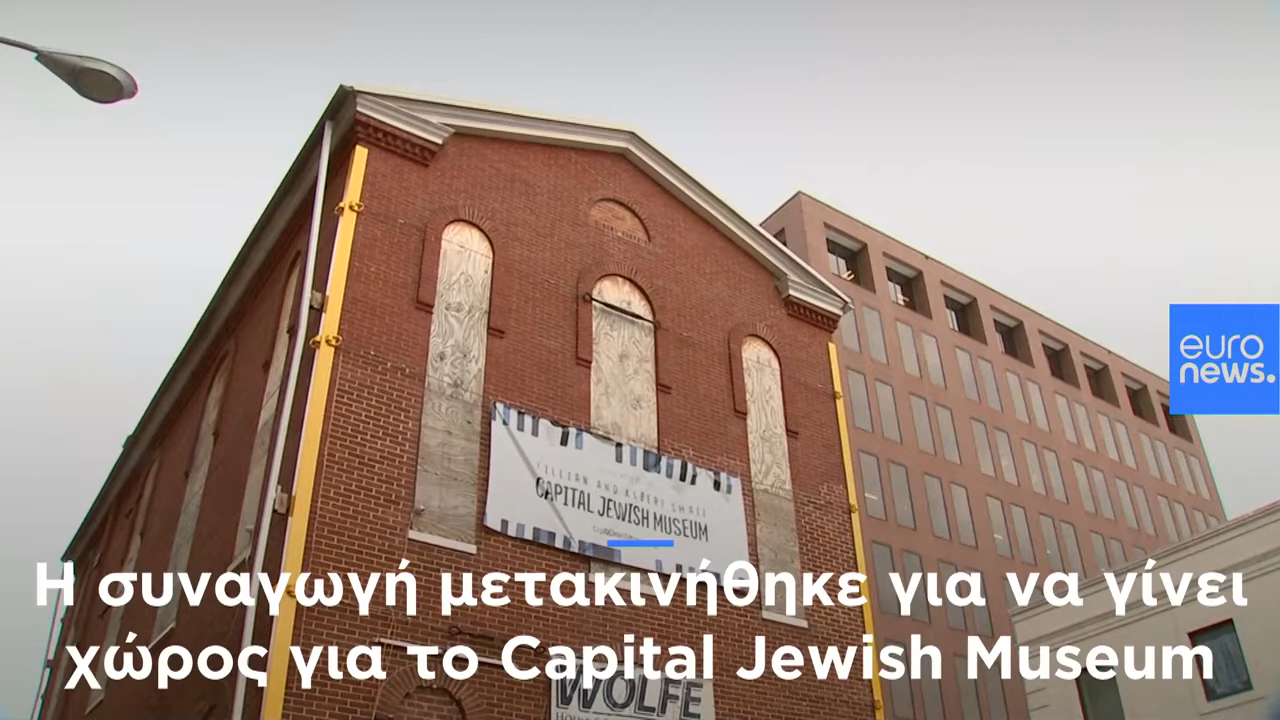 LILLIAN AND ALBERT SMALL
CAPITAL JEWISH MUSEUM
euro
news.
Η συναγωγή μετακινήθηκε για να γίνει
χώρος για το Capital Jewish Museum
WOLFE